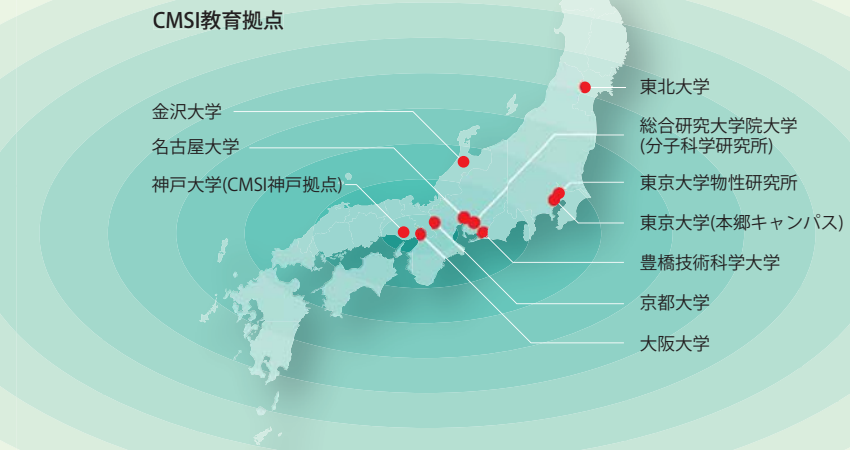 CMSI教育拠点
金沢大学
名古屋大学
神戸大学(CMSI神戸拠点)
東北大学
総合研究大学院大学
(分子科学研究所)
東京大学物性研究所
東京大学(本郷キャンパス)
豊橋技術科学大学
京都大学
大阪大学